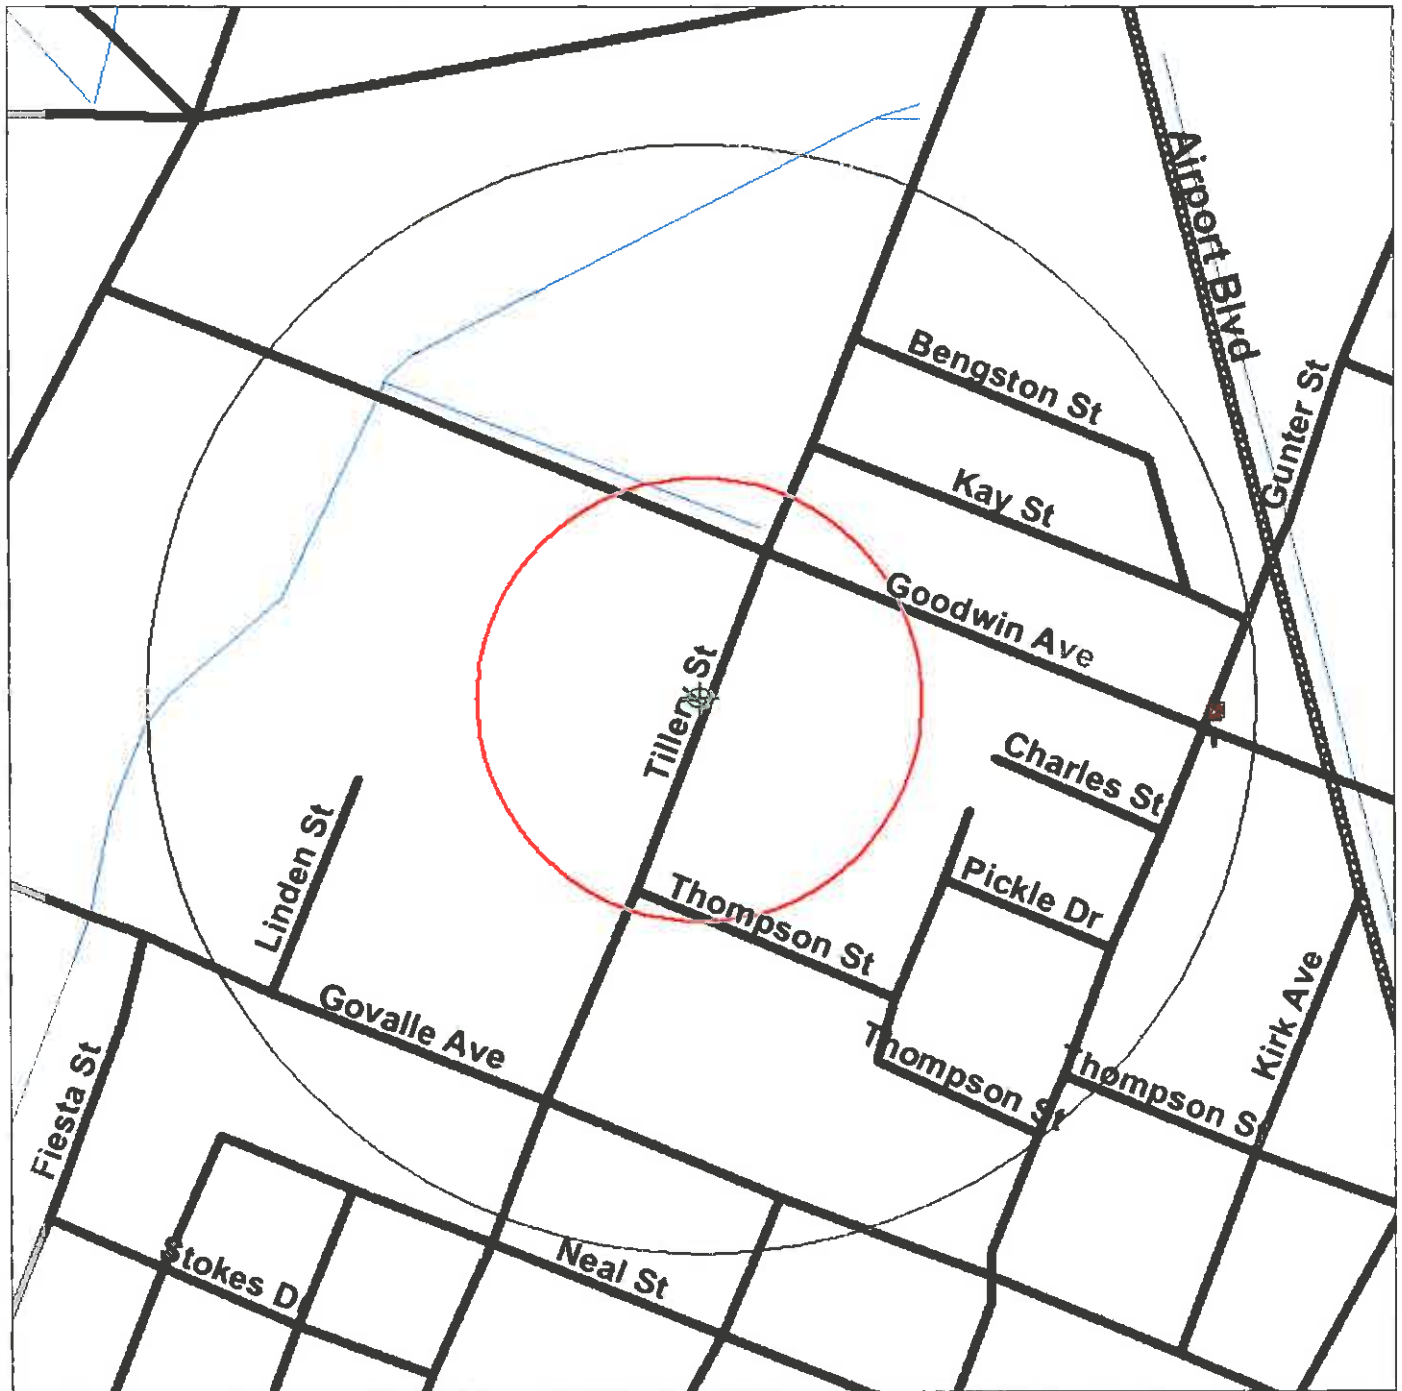 Airport Blvd
Bengston St
Gunter St
Kay St
Goodwin Ave
Tillery St
Charles St
Linden St
Pickle Dr
Thompson St
Govalle Ave
Kirk Ave
Thompson St
Thompson St
Fiesta St
Stokes D
Neal St